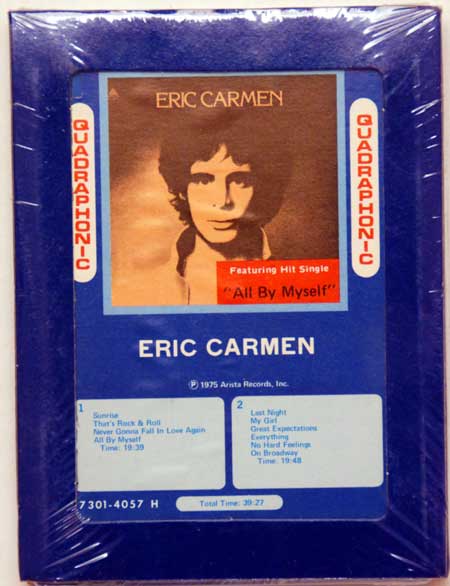 ERIC CARMEN
QUADRAPHONIC
QUADRAPHONIC
Featuring Hit Single
"All By Myself"
ERIC CARMEN
℗ 1975 Arista Records, Inc.
1
Sunrise
That's Rock & Roll
Never Gonna Fall In Love Again
All By Myself
Time: 19:39
2
Last Night
My Girl
Great Expectations
Everything
No Hard Feelings
On Broadway
Time: 19:48
7301-4057 H
Total Time: 39:27